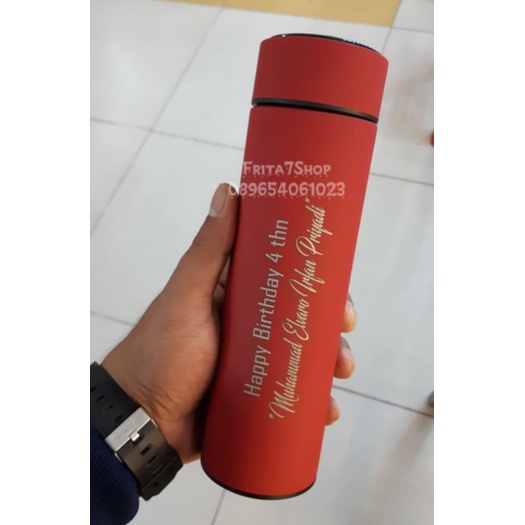 Frita7Shop
089654061023
Happy Birthday 4 thn
"Muhammad Elvaro Irfan Priyadi"